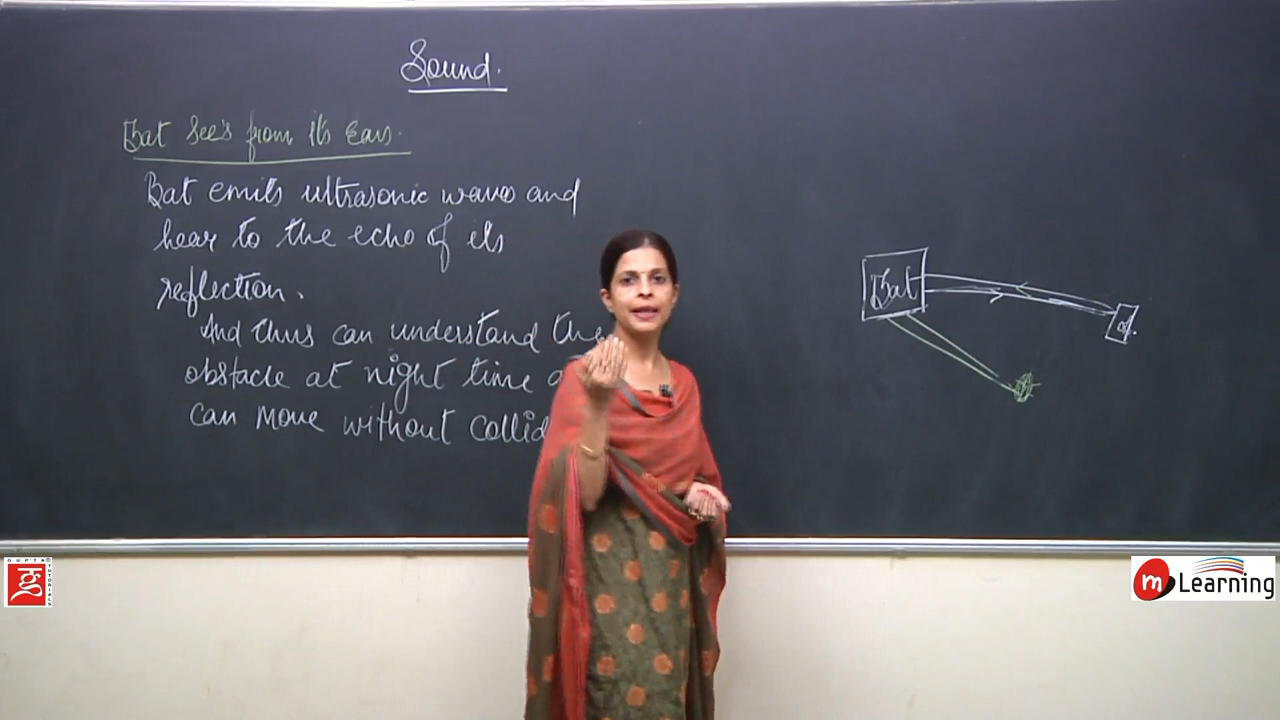 Sound.
Bat See's from it's Ears.
Bat emits ultrasonic waves and
hear to the echo of its
reflection.
And thus can understand the
obstacle at night time
can move without collid
Bat
GUPTA
TUTORIALS
m Learning